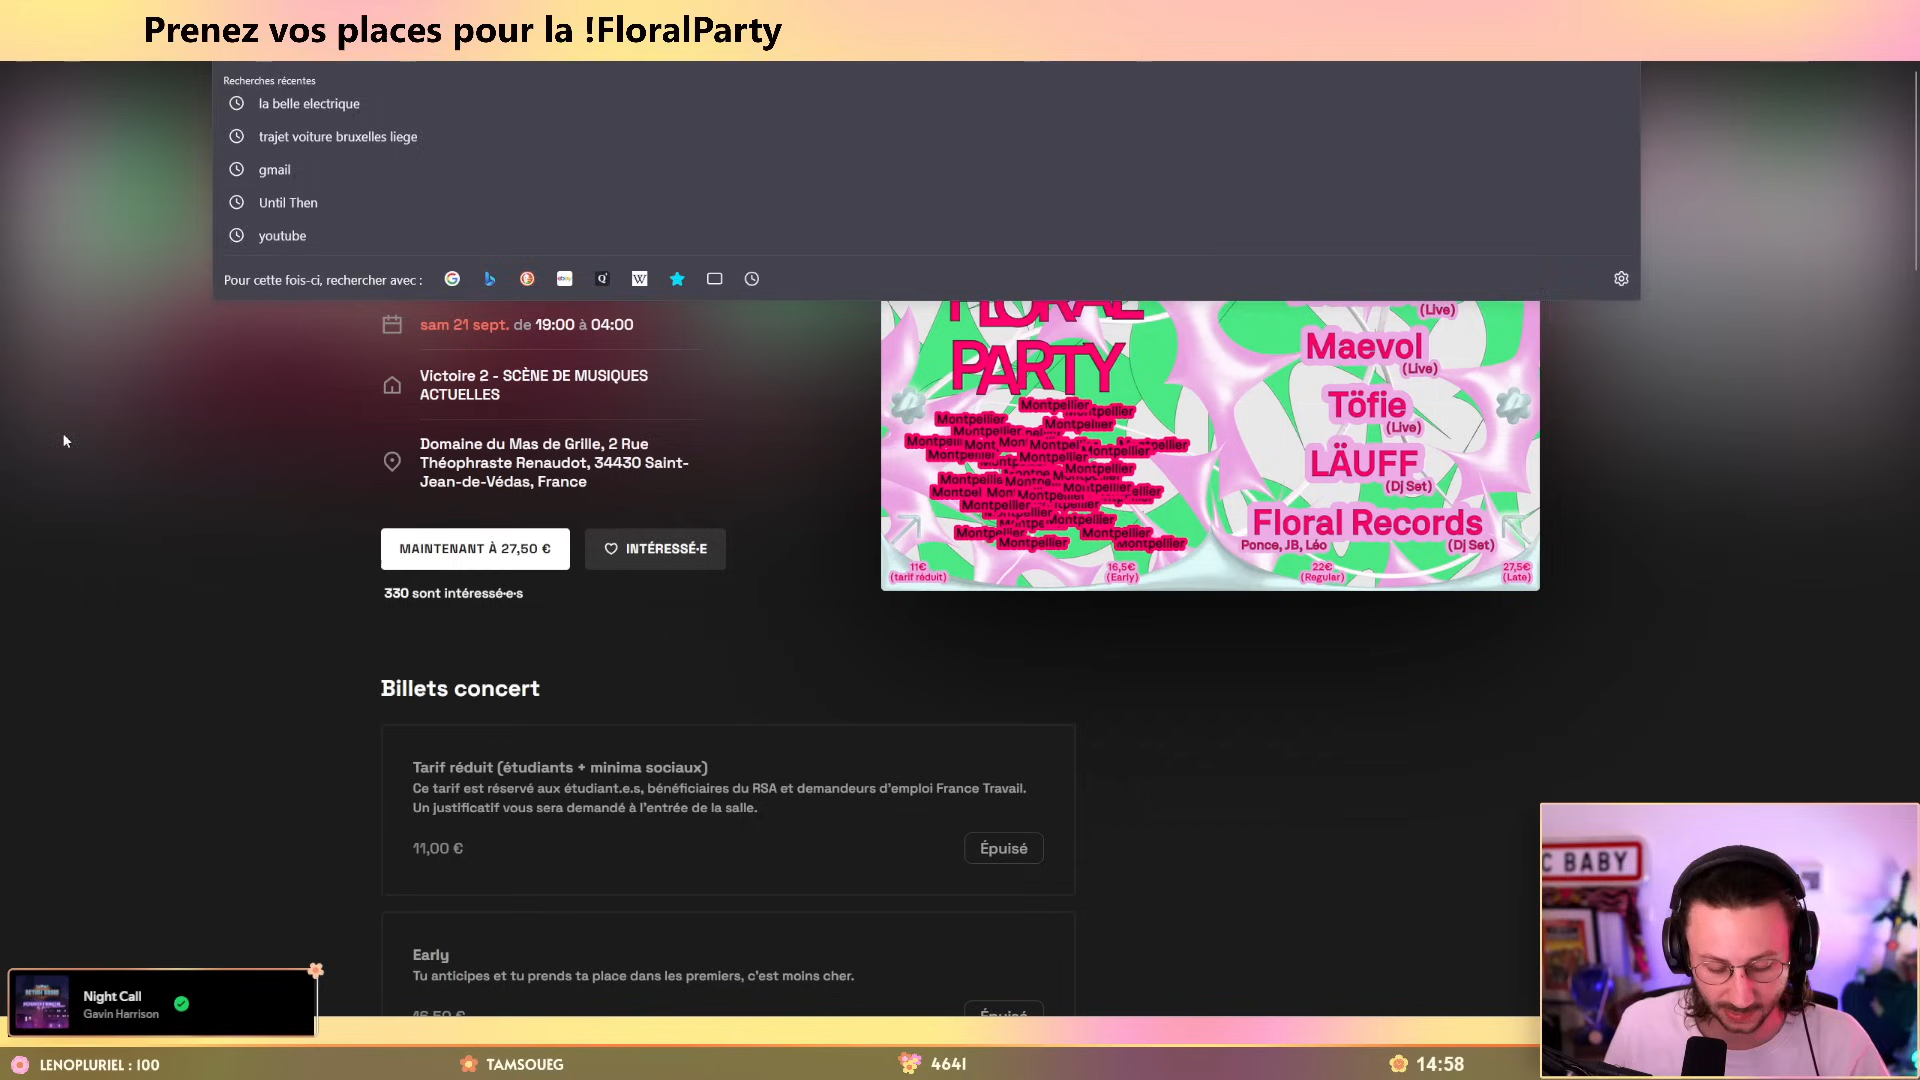 Prenez vos places pour la !FloralParty
Recherches récentes
la belle electrique
trajet voiture bruxelles liege
gmail
Until Then
youtube
Pour cette fois-ci, rechercher avec :
sam 21 sept. de 19:00 à 04:00
Victoire 2 - SCÈNE DE MUSIQUES
ACTUELLES
Domaine du Mas de Grille, 2 Rue
Théophraste Renaudot, 34430 Saint-
Jean-de-Védas, France
MAINTENANT À 27,50 €
INTÉRESSÉ·E
330 sont intéressé·e·s
FLORAL
PARTY
Montpellier
(Live)
Maevol
(Live)
Töfie
(Live)
LÄUFF
(Dj Set)
Floral Records
Ponce, JB, Léo
(Dj Set)
11€
(tarif réduit)
16,5€
(Early)
22€
(Regular)
27,5€
(Late)
Billets concert
Tarif réduit (étudiants + minima sociaux)
Ce tarif est réservé aux étudiant.e.s, bénéficiaires du RSA et demandeurs d'emploi France Travail.
Un justificatif vous sera demandé à l'entrée de la salle.
11,00 €
Épuisé
Early
Tu anticipes et tu prends ta place dans les premiers, c'est moins cher.
16,50 €
Épuisé
C BABY
Night Call
Gavin Harrison
LENOPLURIEL : 100
TAMSOUEG
4641
14:58